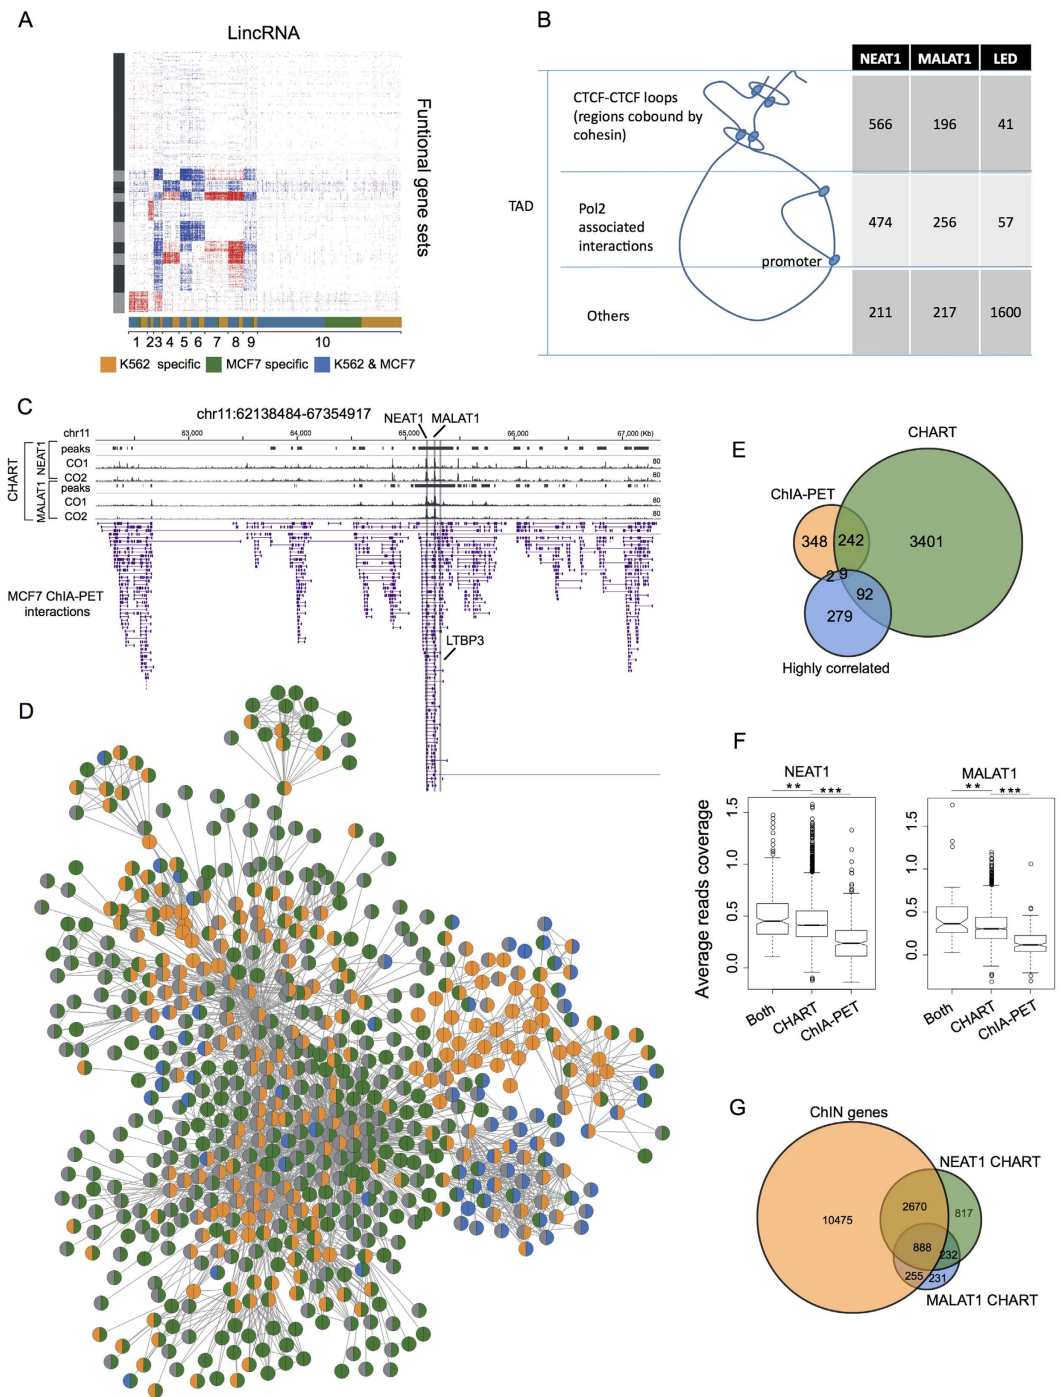 A
LincRNA
Funtional gene sets
1 2 3 4 5 6 7 8 9 10
K562 specific MCF7 specific K562 & MCF7
B
NEAT1 MALAT1 LED
TAD
CTCF-CTCF loops
(regions cobound by
cohesin)
566 196 41
Pol2
associated
interactions
promoter
474 256 57
Others
211 217 1600
C
chr11:62138484-67354917
NEAT1 MALAT1
chr11
63,000 64,000 65,000 66,000 67,000 (Kb)
CHART
NEAT1
peaks
CO1 80
CO2 80
MALAT1
peaks
CO1 80
CO2 80
MCF7 ChIA-PET
interactions
LTBP3
D
E
CHART
ChIA-PET
348 242 3401
2 9
92
279
Highly correlated
F
NEAT1
** ***
Average reads coverage
1.5
1.0
0.5
0.0
Both CHART ChIA-PET
MALAT1
** ***
1.5
1.0
0.5
0.0
Both CHART ChIA-PET
G
ChIN genes
NEAT1 CHART
10475 2670 817
888 232
255 231
MALAT1 CHART